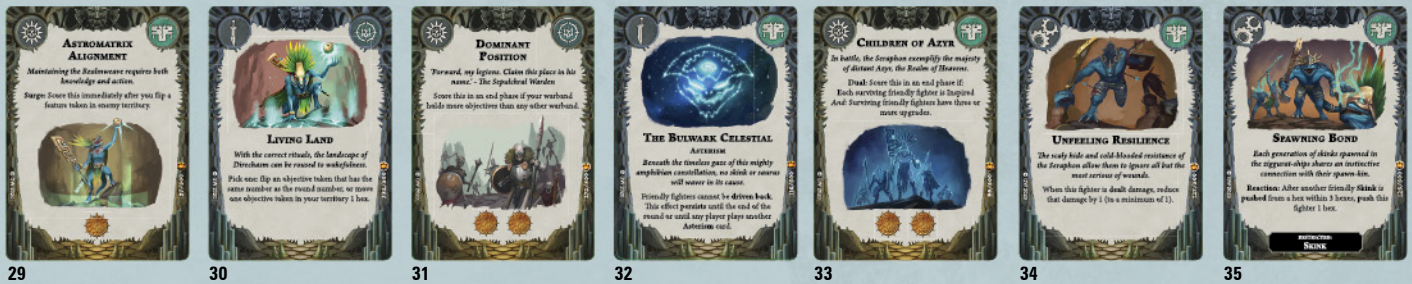 ASTROMATRIX
ALIGNMENT
Maintaining the Realmweave requires both
knowledge and action.
Surge: Score this immediately after you flip a
feature token in enemy territory.
29
LIVING LAND
With the correct rituals, the landscape of
Direchasm can be roused to wakefulness.
Pick one: flip an objective token that has the
same number as the round number, or move
one objective token in your territory 1 hex.
30
DOMINANT
POSITION
'Forward, my legions. Claim this place in his
name.' - The Sepulchral Warden
Score this in an end phase if your warband
holds more objectives than any other warband.
31
THE BULWARK CELESTIAL
ASTERISM
Beneath the timeless gaze of this mighty
amphibian constellation, no skink or saurus
will waver in its cause.
Friendly fighters cannot be driven back.
This effect persists until the end of the
round or until any player plays another
Asterism card.
32
CHILDREN OF AZYR
In battle, the Seraphon exemplify the majesty
of distant Azyr, the Realm of Heavens.
Dual: Score this in an end phase if:
Each surviving friendly fighter is Inspired
And: Surviving friendly fighters have three or
more upgrades.
33
UNFEELING RESILIENCE
The scaly hide and cold-blooded resistance of
the Seraphon allow them to ignore all but the
most serious of wounds.
When this fighter is dealt damage, reduce
that damage by 1 (to a minimum of 1).
34
SPAWNING BOND
Each generation of skinks spawned in
the ziggurat-ships shares an instinctive
connection with their spawn-kin.
Reaction: After another friendly Skink is
pushed from a hex within 3 hexes, push this
fighter 1 hex.
RESTRICTED:
SKINK
35